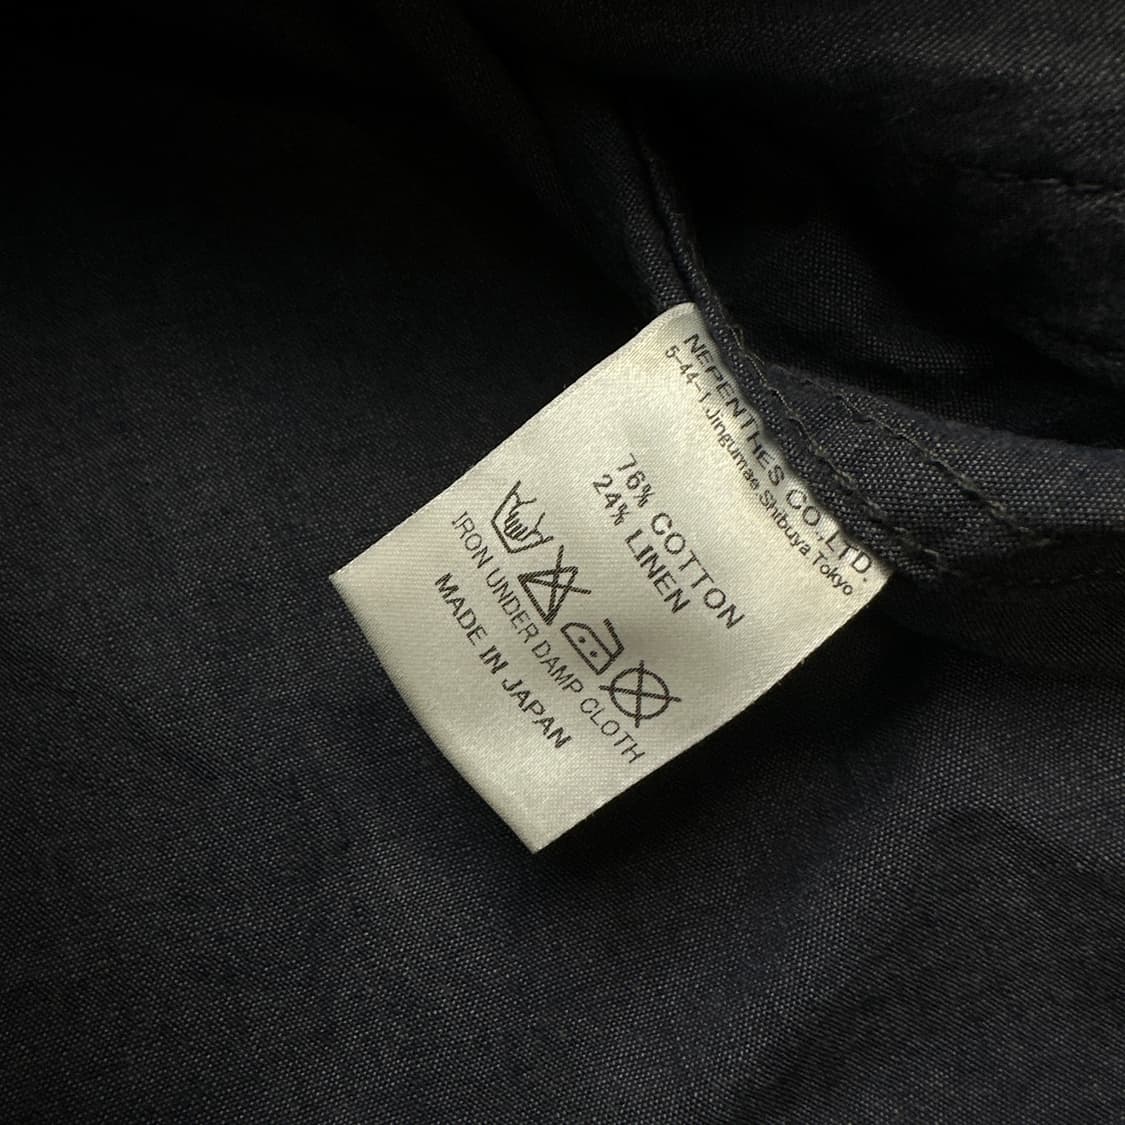 NEPENTHES CO.,LTD.
5-44-1 Jingumae Shibuya Tokyo
76% COTTON
24% LINEN
IRON UNDER DAMP CLOTH
MADE IN JAPAN